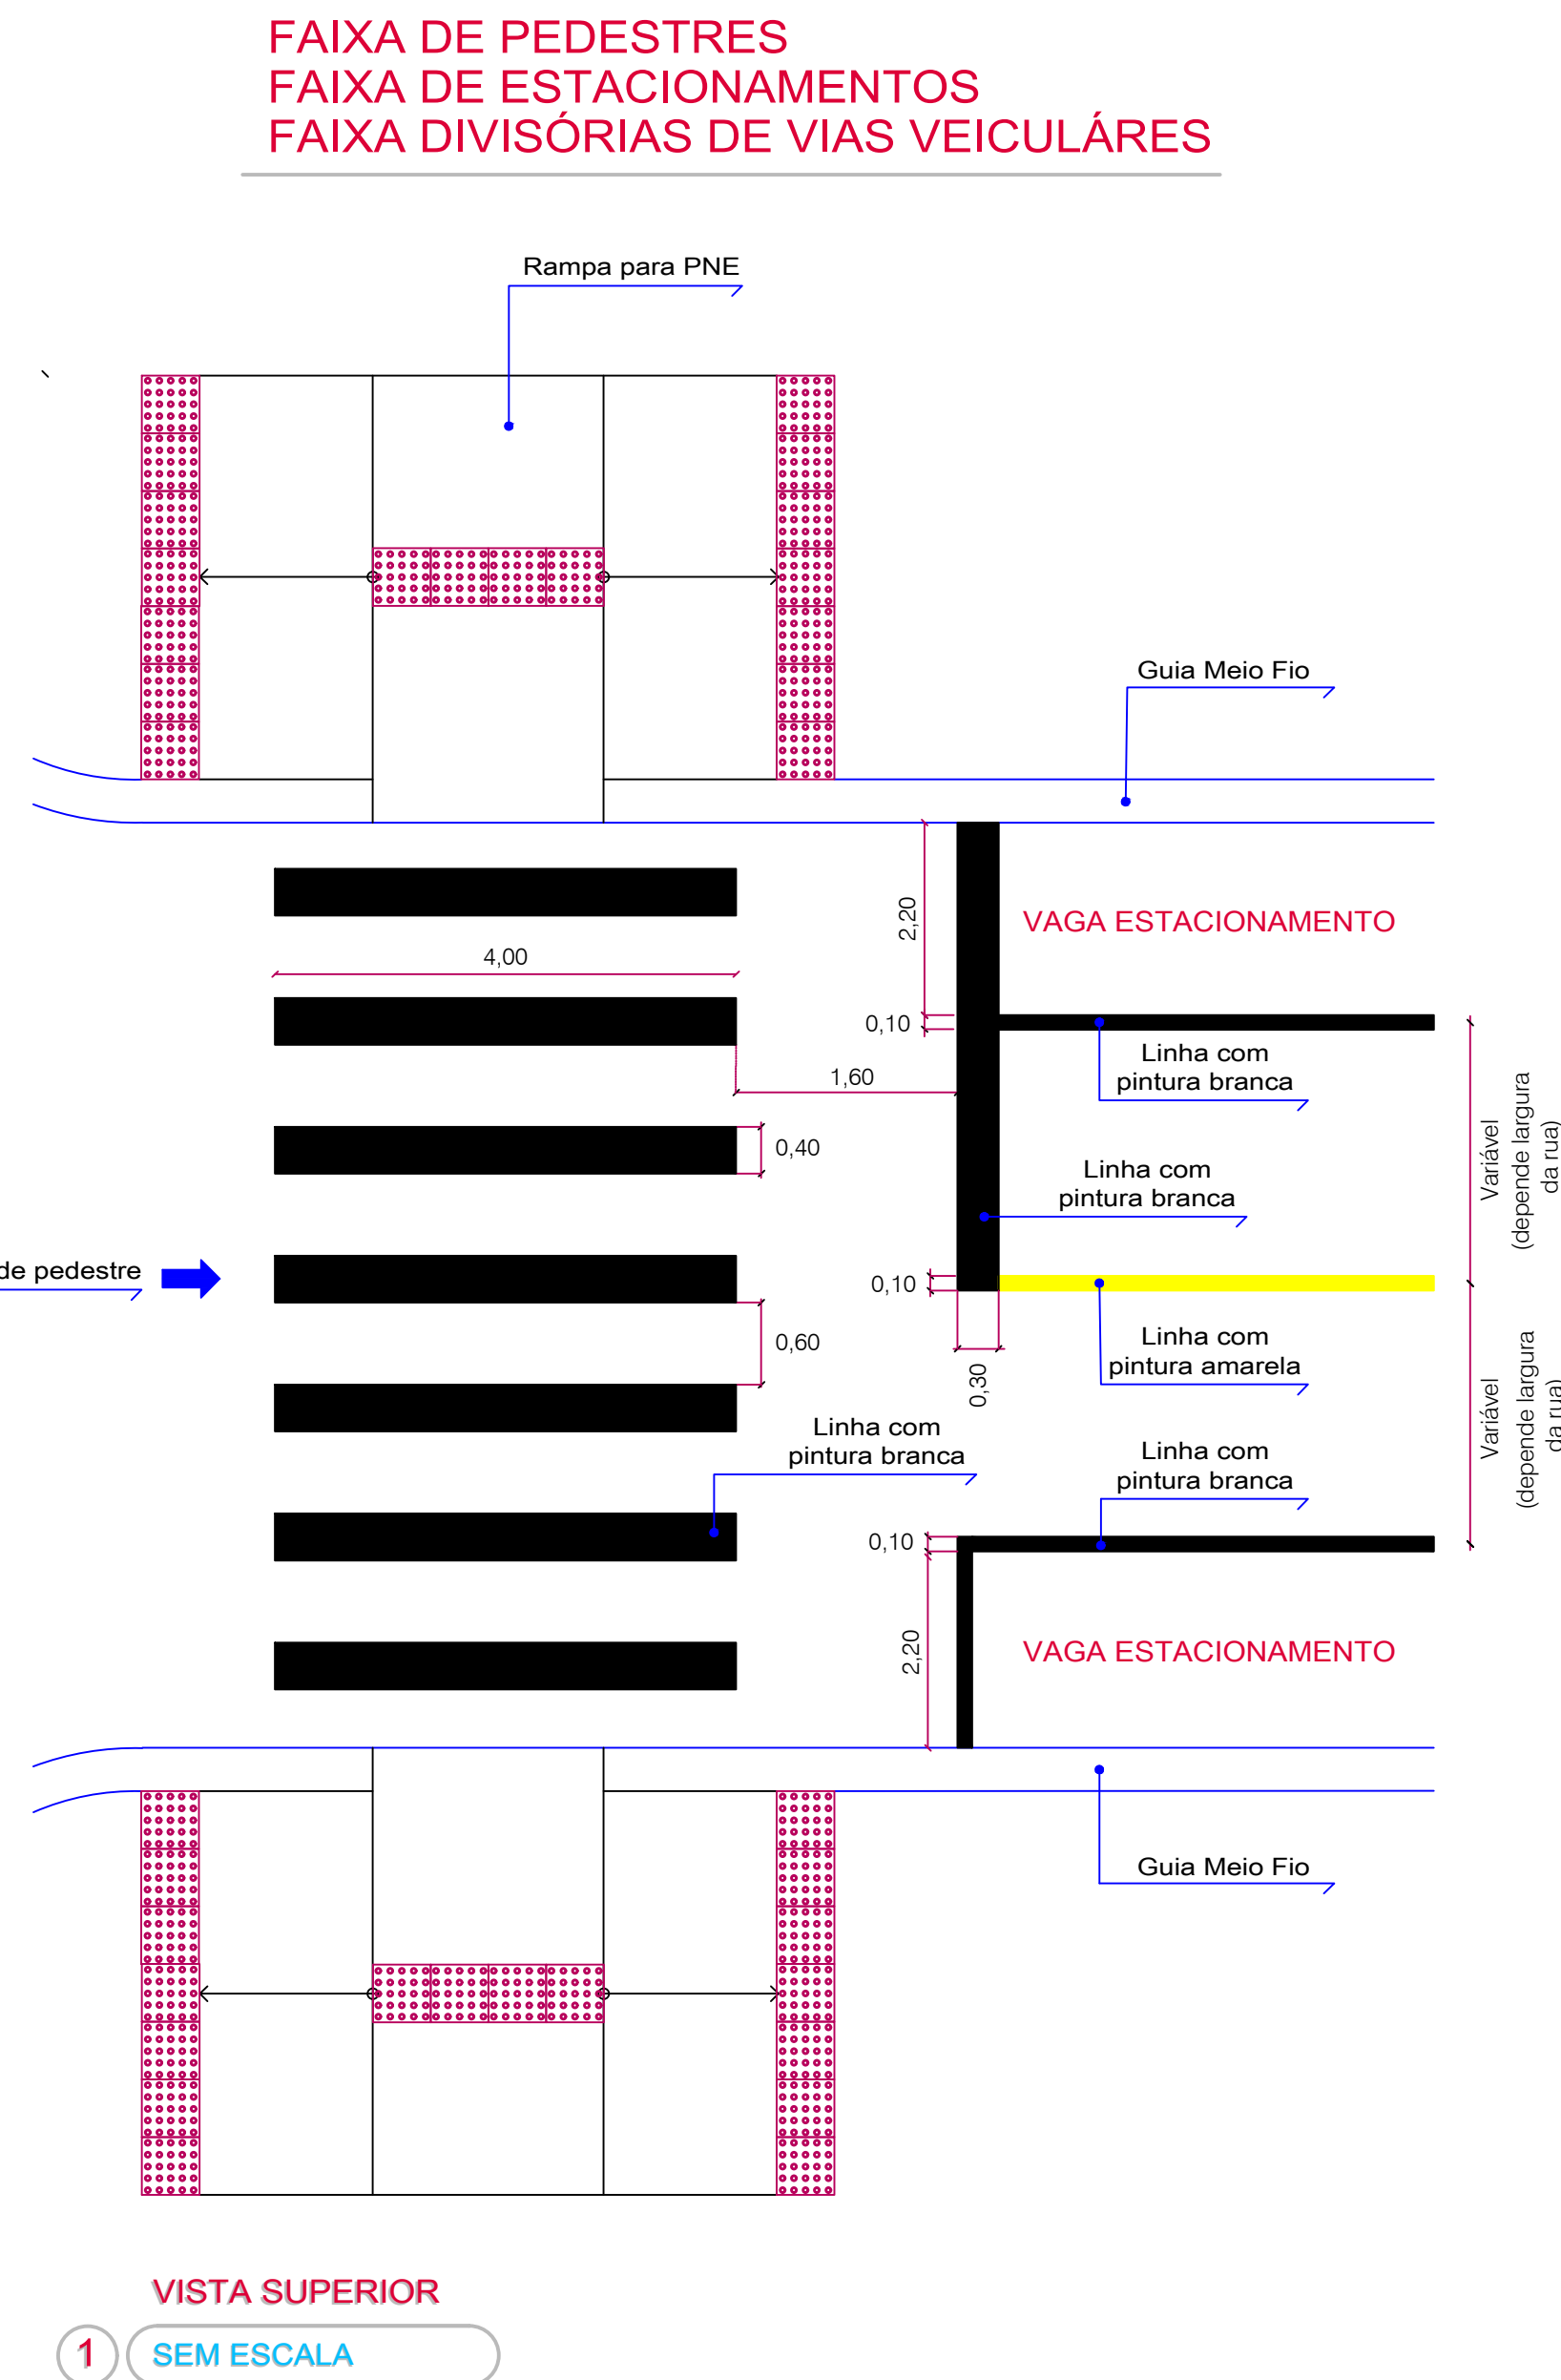 FAIXA DE PEDESTRES
FAIXA DE ESTACIONAMENTOS
FAIXA DIVISÓRIAS DE VIAS VEICULÁRES
Rampa para PNE
Guia Meio Fio
2,20
VAGA ESTACIONAMENTO
4,00
0,10
Linha com
pintura branca
1,60
Variável
(depende largura
da rua)
0,40
Linha com
pintura branca
de pedestre
0,10
0,60
Linha com
pintura amarela
0,30
Variável
(depende largura
da rua)
Linha com
pintura branca
Linha com
pintura branca
0,10
2,20
VAGA ESTACIONAMENTO
Guia Meio Fio
VISTA SUPERIOR
1
SEM ESCALA